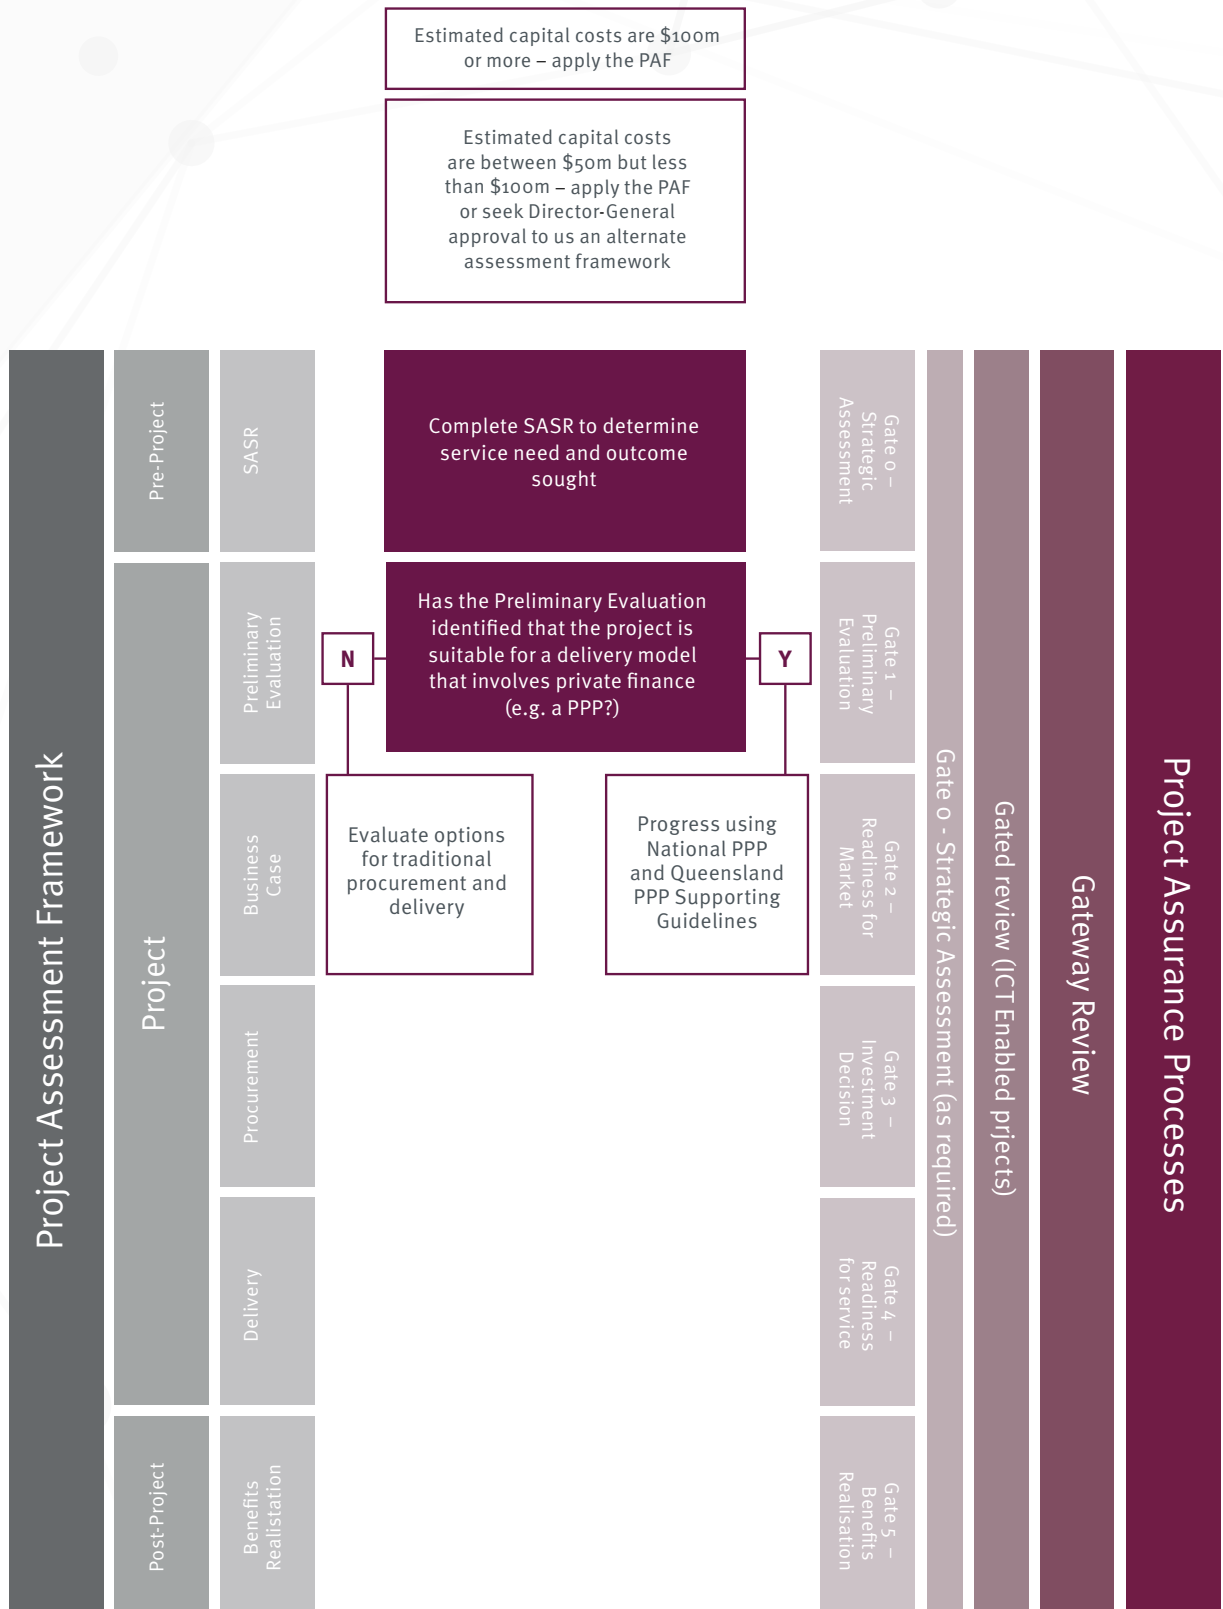 Estimated capital costs are $100m
or more – apply the PAF
Estimated capital costs
are between $50m but less
than $100m – apply the PAF
or seek Director-General
approval to us an alternate
assessment framework
Project Assessment Framework
Pre-Project
Project
Post-Project
SASR
Preliminary
Evaluation
Business
Case
Procurement
Delivery
Benefits
Realistation
Complete SASR to determine
service need and outcome
sought
Has the Preliminary Evaluation
identified that the project is
suitable for a delivery model
that involves private finance
(e.g. a PPP?)
N
Y
Evaluate options
for traditional
procurement and
delivery
Progress using
National PPP
and Queensland
PPP Supporting
Guidelines
Gate 0 –
Strategic
Assessment
Gate 1 –
Preliminary
Evaluation
Gate 2 –
Readiness for
Market
Gate 3 –
Investment
Decision
Gate 4 –
Readiness
for service
Gate 5 –
Benefits
Realisation
Gate 0 - Strategic Assessment (as required)
Gated review (ICT Enabled prjects)
Gateway Review
Project Assurance Processes